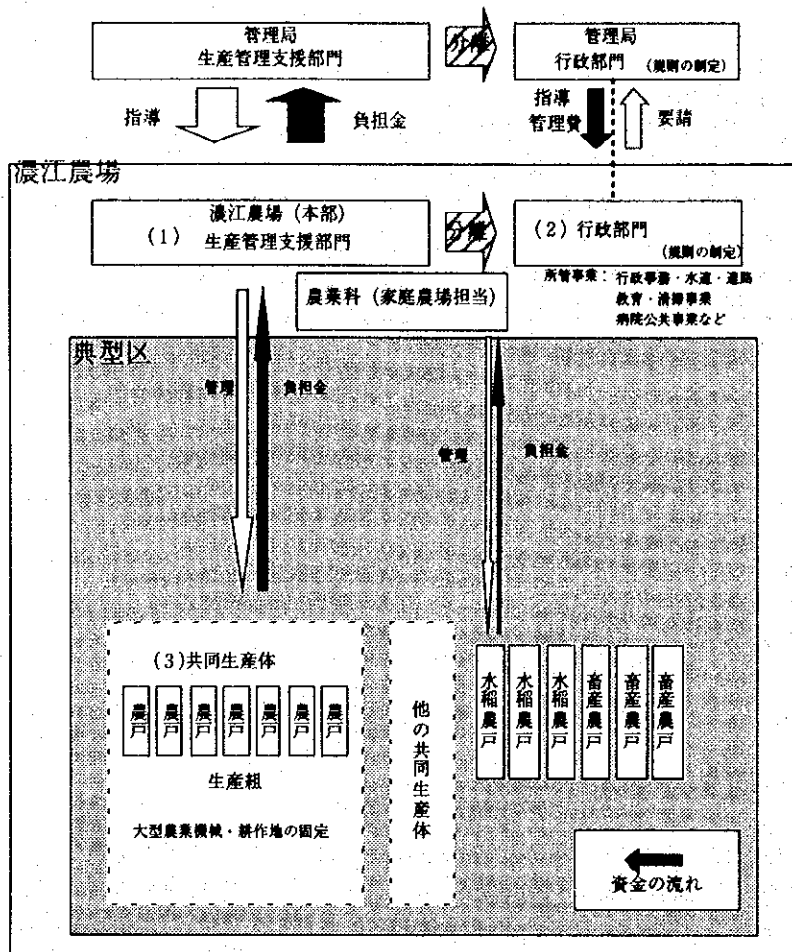 管理局
生産管理支援部門
分離
管理局
行政部門 (規則の制定)
指導
負担金
指導
管理費
要請
濃江農場
濃江農場(本部)
(1) 生産管理支援部門
分離
(2)行政部門
(規則の制定)
所管事業: 行政事務・水道・道路
教育・清掃事業
病院公共事業など
農業科(家庭農場担当)
典型区
管理
負担金
管理
負担金
(3)共同生産体
農戸
農戸
農戸
農戸
農戸
農戸
農戸
生産組
大型農業機械・耕作地の固定
他の共同生産体
水稲農戸
水稲農戸
水稲農戸
畜産農戸
畜産農戸
畜産農戸
資金の流れ